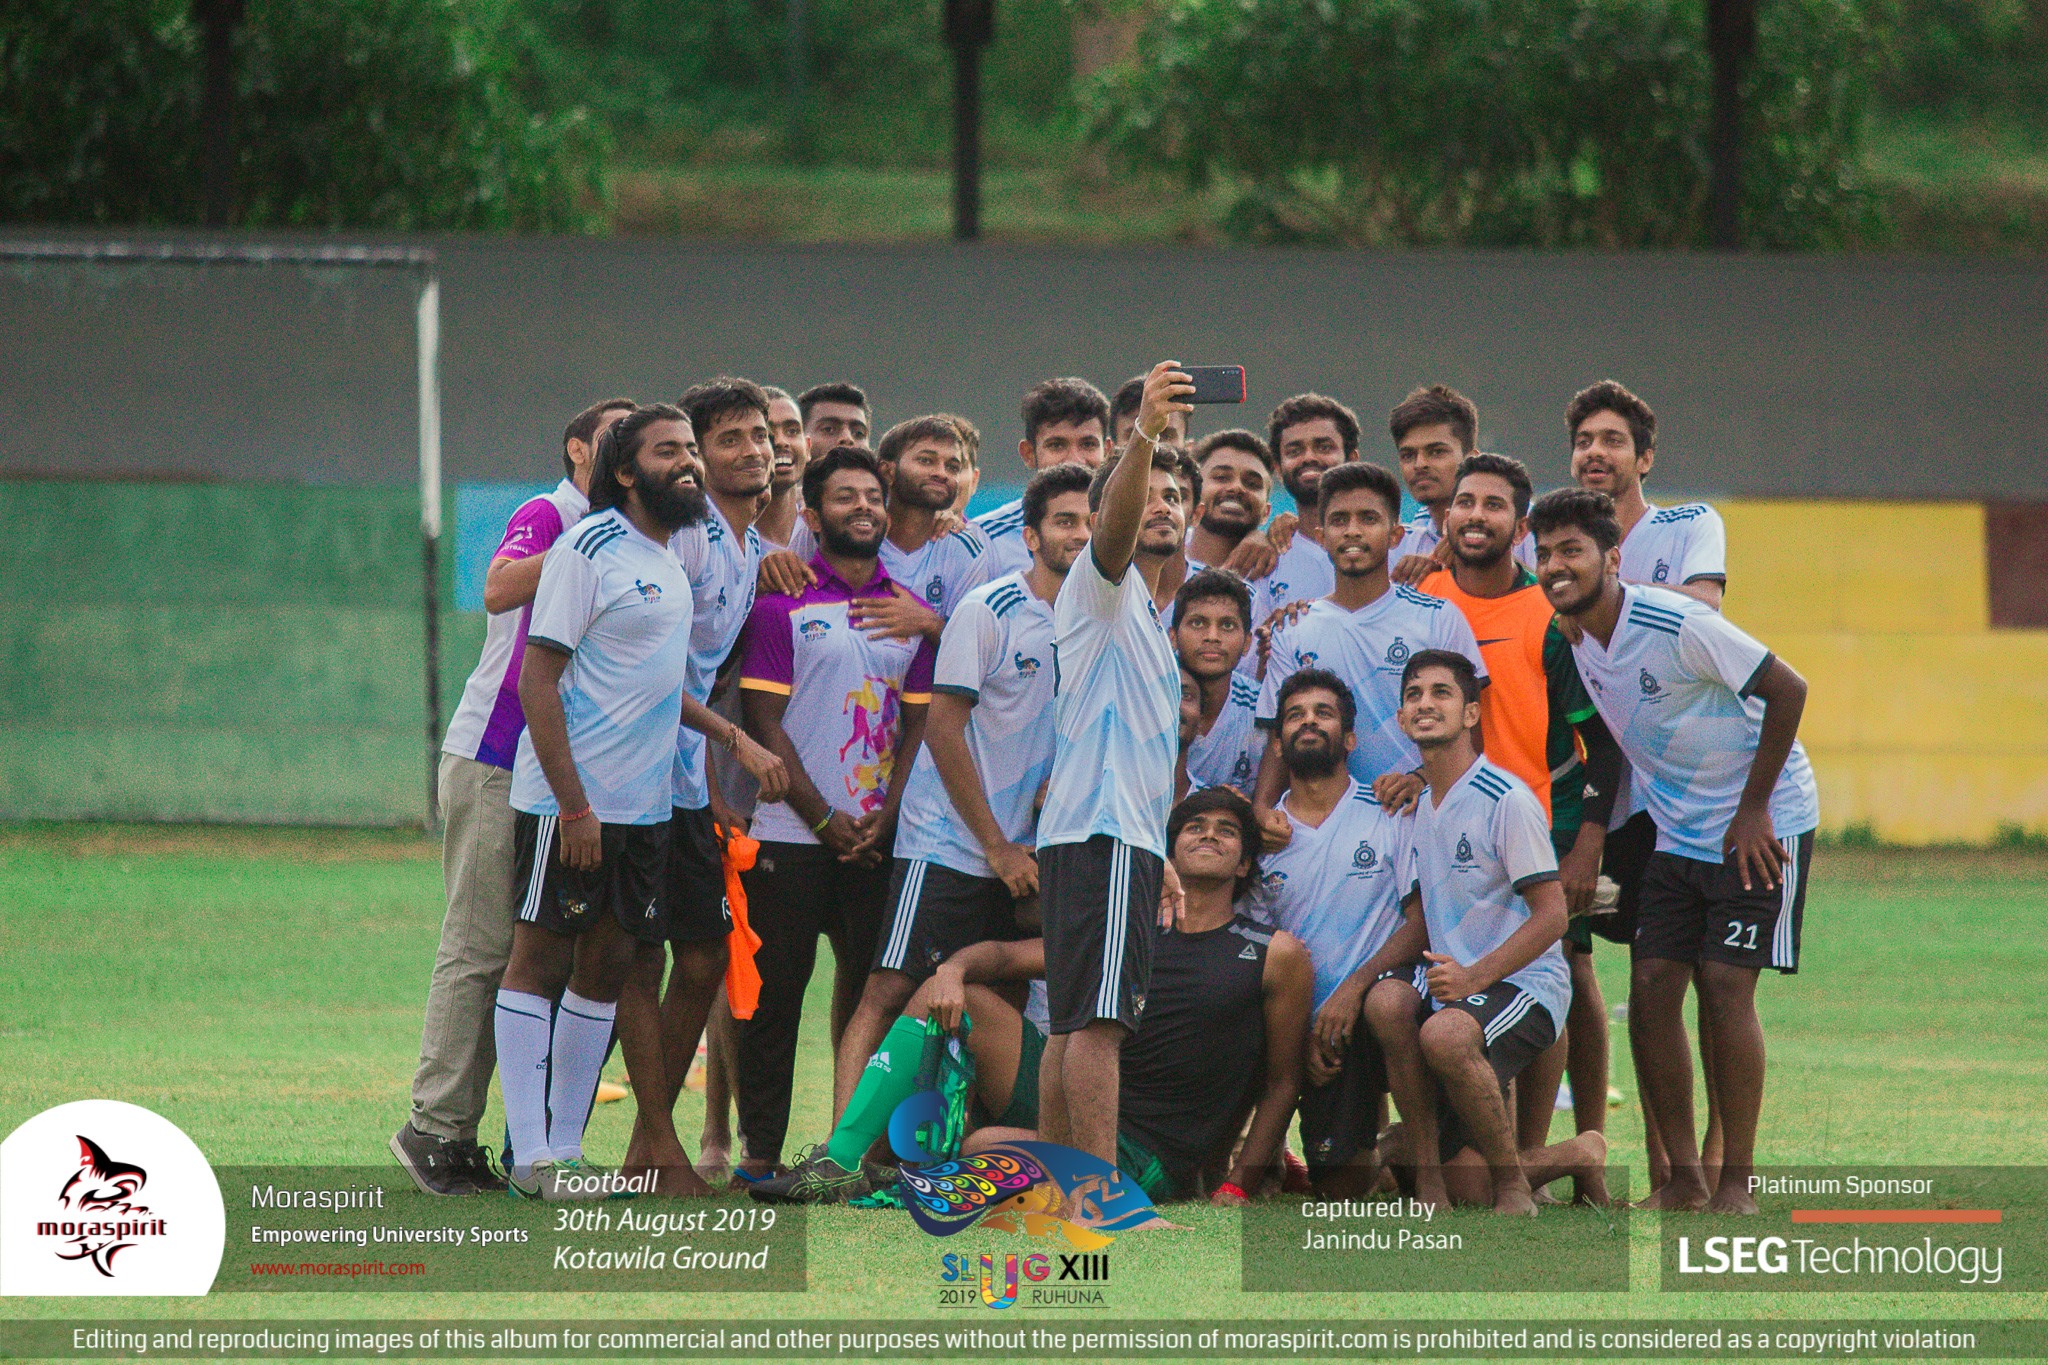 21
moraspirit
Moraspirit
Empowering University Sports
www.moraspirit.com
Football
30th August 2019
Kotawila Ground
SLUG XIII
2019 RUHUNA
captured by
Janindu Pasan
Platinum Sponsor
LSEG Technology
Editing and reproducing images of this album for commercial and other purposes without the permission of moraspirit.com is prohibited and is considered as a copyright violation